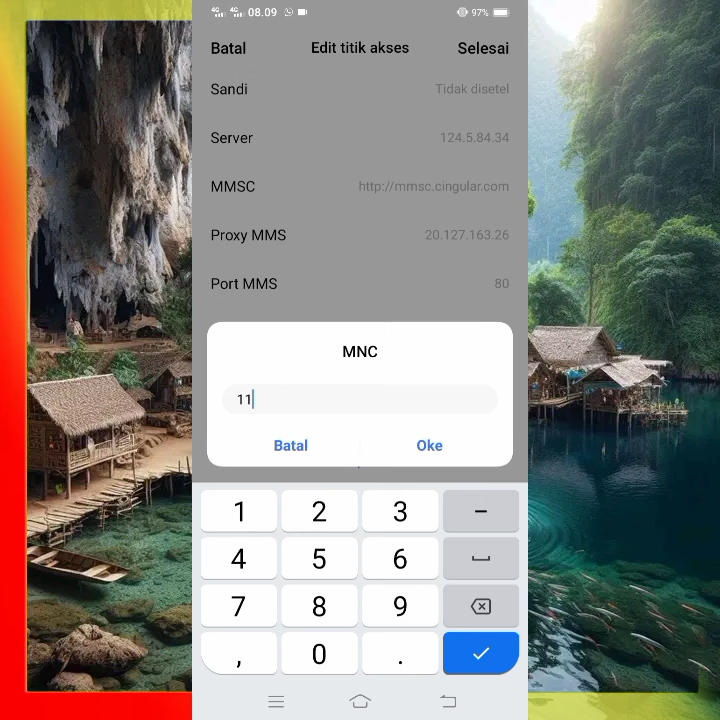 4G 4G 08.09 97%
Batal Edit titik akses Selesai
Sandi Tidak disetel
Server 124.5.84.34
MMSC http://mmsc.cingular.com
Proxy MMS 20.127.163.26
Port MMS 80
MNC
11
Batal Oke
1 2 3 -
4 5 6
7 8 9
, 0 .